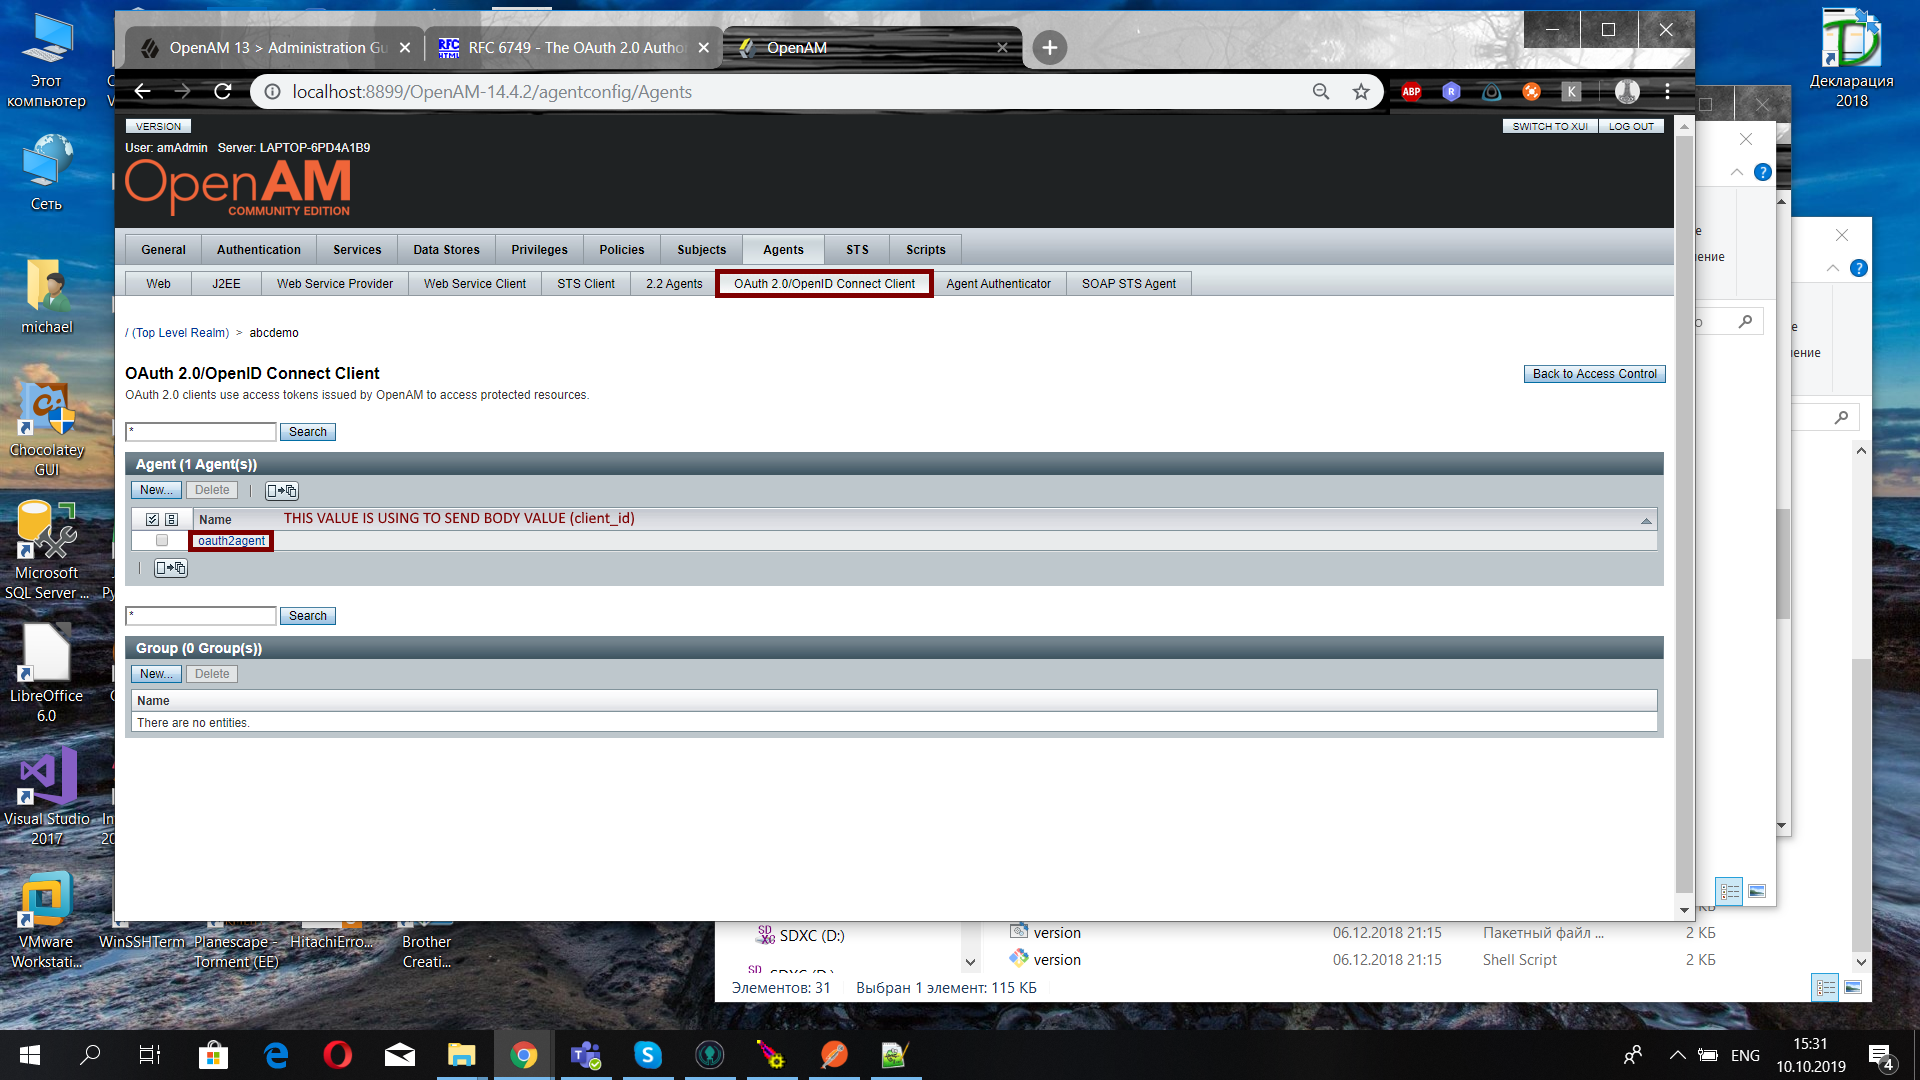 OpenAM 13 > Administration Gu
RFC 6749 - The OAuth 2.0 Autho
OpenAM
localhost:8899/OpenAM-14.4.2/agentconfig/Agents
ABP
R
K
VERSION
SWITCH TO XUI
LOG OUT
User: amAdmin Server: LAPTOP-6PD4A1B9
OpenAM
COMMUNITY EDITION
General
Authentication
Services
Data Stores
Privileges
Policies
Subjects
Agents
STS
Scripts
Web
J2EE
Web Service Provider
Web Service Client
STS Client
2.2 Agents
OAuth 2.0/OpenID Connect Client
Agent Authenticator
SOAP STS Agent
/ (Top Level Realm) > abcdemo
OAuth 2.0/OpenID Connect Client
Back to Access Control
OAuth 2.0 clients use access tokens issued by OpenAM to access protected resources.
*
Search
Agent (1 Agent(s))
New...
Delete
Name
THIS VALUE IS USING TO SEND BODY VALUE (client_id)
oauth2agent
*
Search
Group (0 Group(s))
New...
Delete
Name
There are no entities.
Этот компьютер
Сеть
michael
Chocolatey GUI
Microsoft SQL Server ...
LibreOffice 6.0
Visual Studio 2017
VMware Workstati...
WinSSHTerm
Planescape - Torment (EE)
HitachiErro...
Brother Creati...
Декларация 2018
SDXC (D:)
version
06.12.2018 21:15
Пакетный файл ...
2 КБ
version
06.12.2018 21:15
Shell Script
2 КБ
Элементов: 31
Выбран 1 элемент: 115 КБ
ENG
15:31
10.10.2019
4